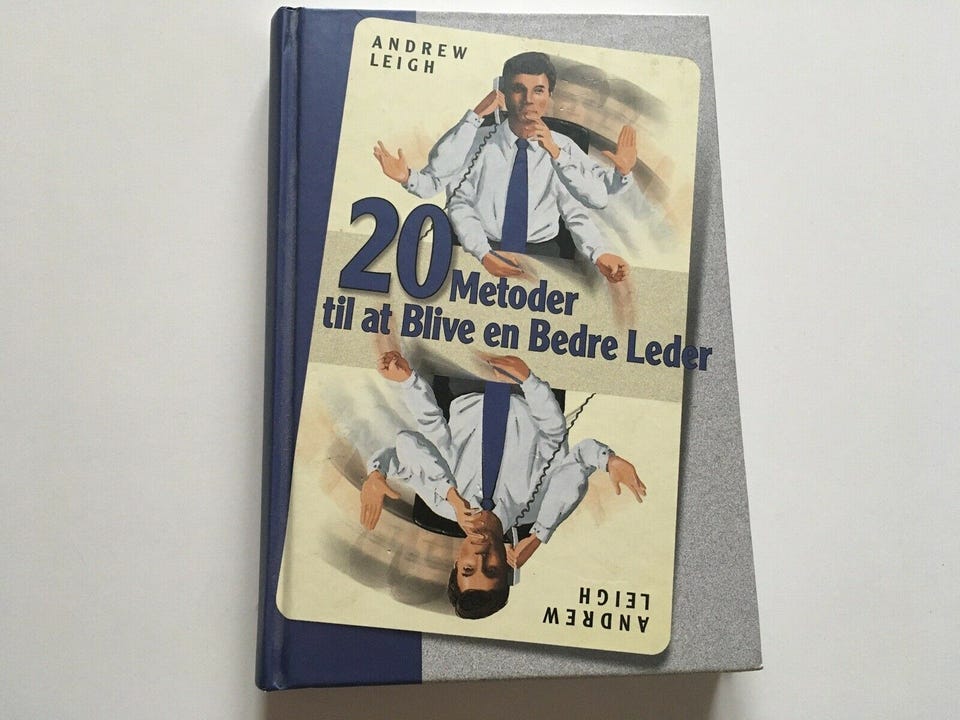 ANDREW
LEIGH
20 Metoder
til at Blive en Bedre Leder
ANDREW
LEIGH